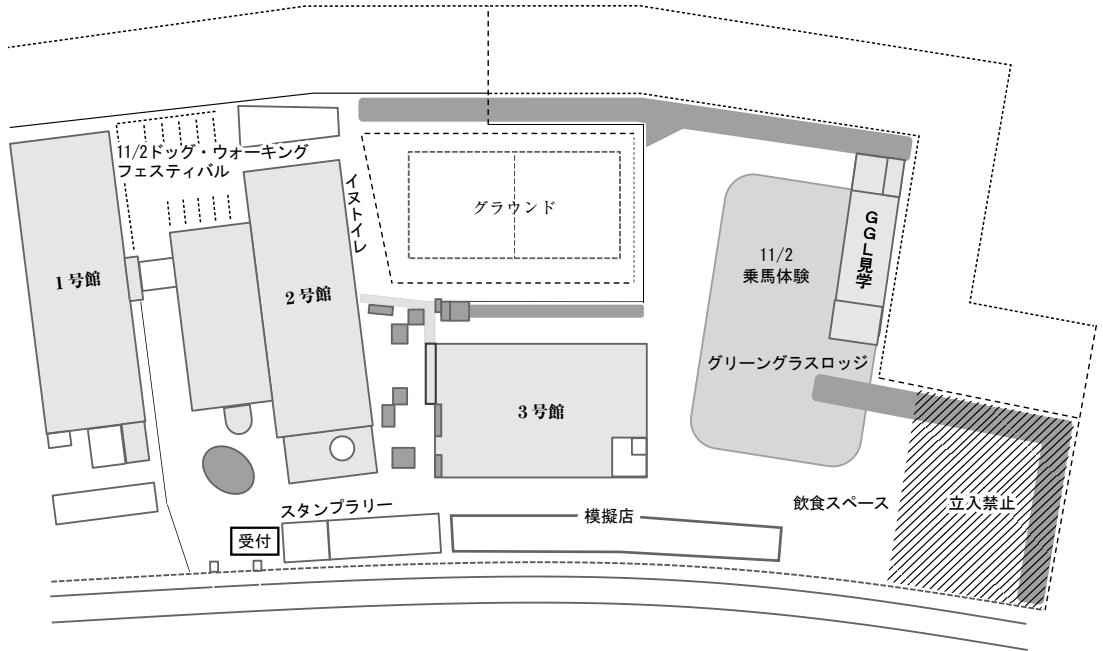 11/2ドッグ・ウォーキング
フェスティバル
イヌトイレ
グラウンド
1号館
2号館
11/2
乗馬体験
GGL見学
グリーングラスロッジ
3号館
スタンプラリー
受付
模擬店
飲食スペース
立入禁止